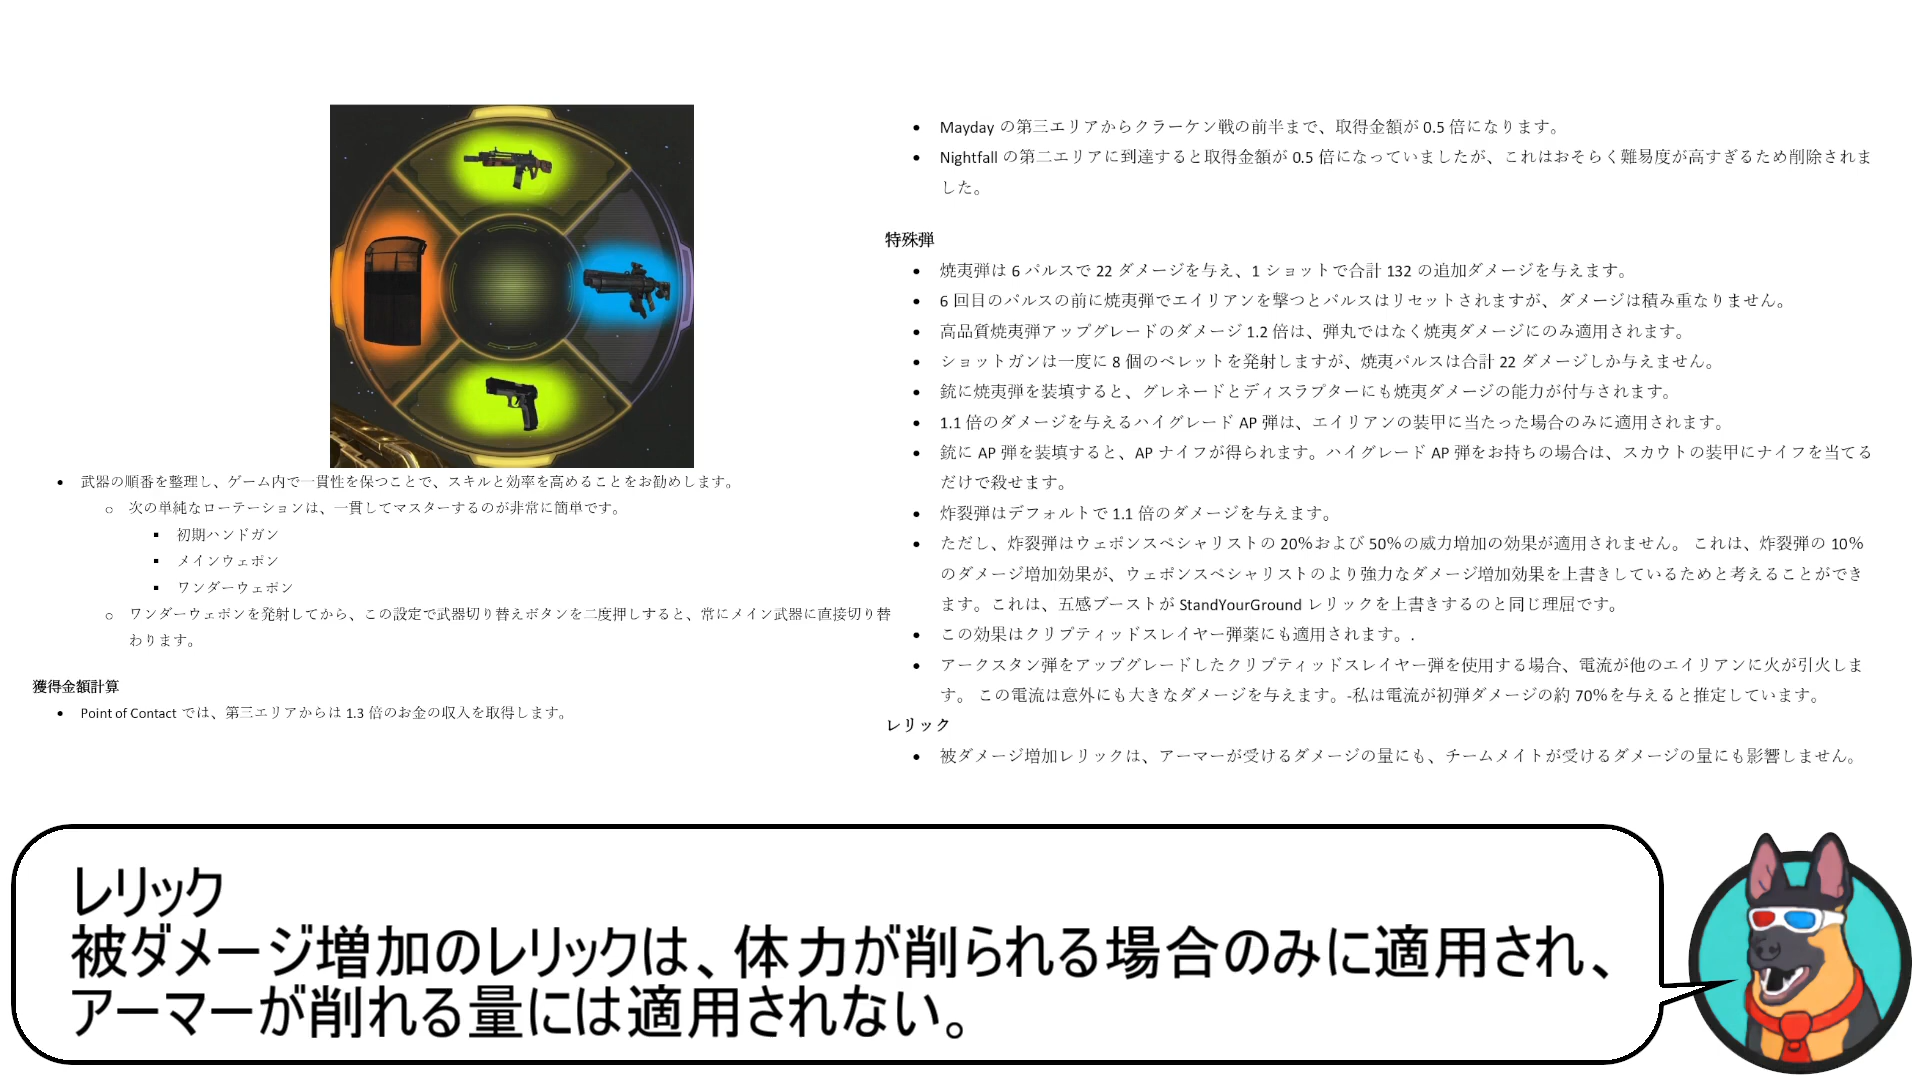 武器の順番を整理し、ゲーム内で一貫性を保つことで、スキルと効率を高めることをお勧めします。
次の単純なローテーションは、一貫してマスターするのが非常に簡単です。
初期ハンドガン
メインウェポン
ワンダーウェポン
ワンダーウェポンを発射してから、この設定で武器切り替えボタンを二度押しすると、常にメイン武器に直接切り替
わります。
獲得金額計算
Point of Contact では、第三エリアからは 1.3 倍のお金の収入を取得します。
Mayday の第三エリアからクラーケン戦の前半まで、取得金額が 0.5 倍になります。
Nightfall の第二エリアに到達すると取得金額が 0.5 倍になっていましたが、これはおそらく難易度が高すぎるため削除されま
した。
特殊弾
焼夷弾は 6 パルスで 22 ダメージを与え、1 ショットで合計 132 の追加ダメージを与えます。
6 回目のパルスの前に焼夷弾でエイリアンを撃つとパルスはリセットされますが、ダメージは積み重なりません。
高品質焼夷弾アップグレードのダメージ 1.2 倍は、弾丸ではなく焼夷ダメージにのみ適用されます。
ショットガンは一度に 8 個のペレットを発射しますが、焼夷パルスは合計 22 ダメージしか与えません。
銃に焼夷弾を装填すると、グレネードとディスラプターにも焼夷ダメージの能力が付与されます。
1.1 倍のダメージを与えるハイグレード AP 弾は、エイリアンの装甲に当たった場合のみに適用されます。
銃に AP 弾を装填すると、AP ナイフが得られます。ハイグレード AP 弾をお持ちの場合は、スカウトの装甲にナイフを当てる
だけで殺せます。
炸裂弾はデフォルトで 1.1 倍のダメージを与えます。
ただし、炸裂弾はウェポンスペシャリストの 20%および 50%の威力増加の効果が適用されません。 これは、炸裂弾の 10%
のダメージ増加効果が、ウェポンスペシャリストのより強力なダメージ増加効果を上書きしているためと考えることができ
ます。これは、五感ブーストが StandYourGround レリックを上書きするのと同じ理屈です。
この効果はクリプティッドスレイヤー弾薬にも適用されます。.
アークスタン弾をアップグレードしたクリプティッドスレイヤー弾を使用する場合、電流が他のエイリアンに火が引火しま
す。 この電流は意外にも大きなダメージを与えます。-私は電流が初弾ダメージの約 70%を与えると推定しています。
レリック
被ダメージ増加レリックは、アーマーが受けるダメージの量にも、チームメイトが受けるダメージの量にも影響しません。
レリック
被ダメージ増加のレリックは、体力が削られる場合のみに適用され、
アーマーが削れる量には適用されない。